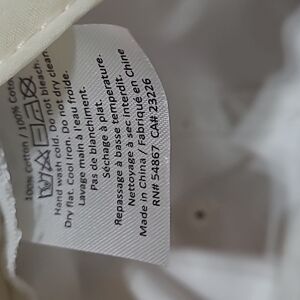 100% cotton / 100% Coto
Hand wash cold. Do not bleach.
Dry flat. Cool Iron. Do not dry clean
Lavage main à l'eau froide.
Pas de blanchiment.
Séchage à plat.
Repassage à basse température.
Nettoyage à sec interdit.
Made in China / Fabriqué en Chine
RN# 54867 CA# 23226